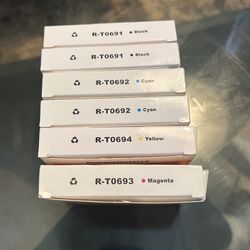 R-T0691 Black
R-T0691 Black
R-T0692 Cyan
R-T0692 Cyan
R-T0694 Yellow
R-T0693 Magenta